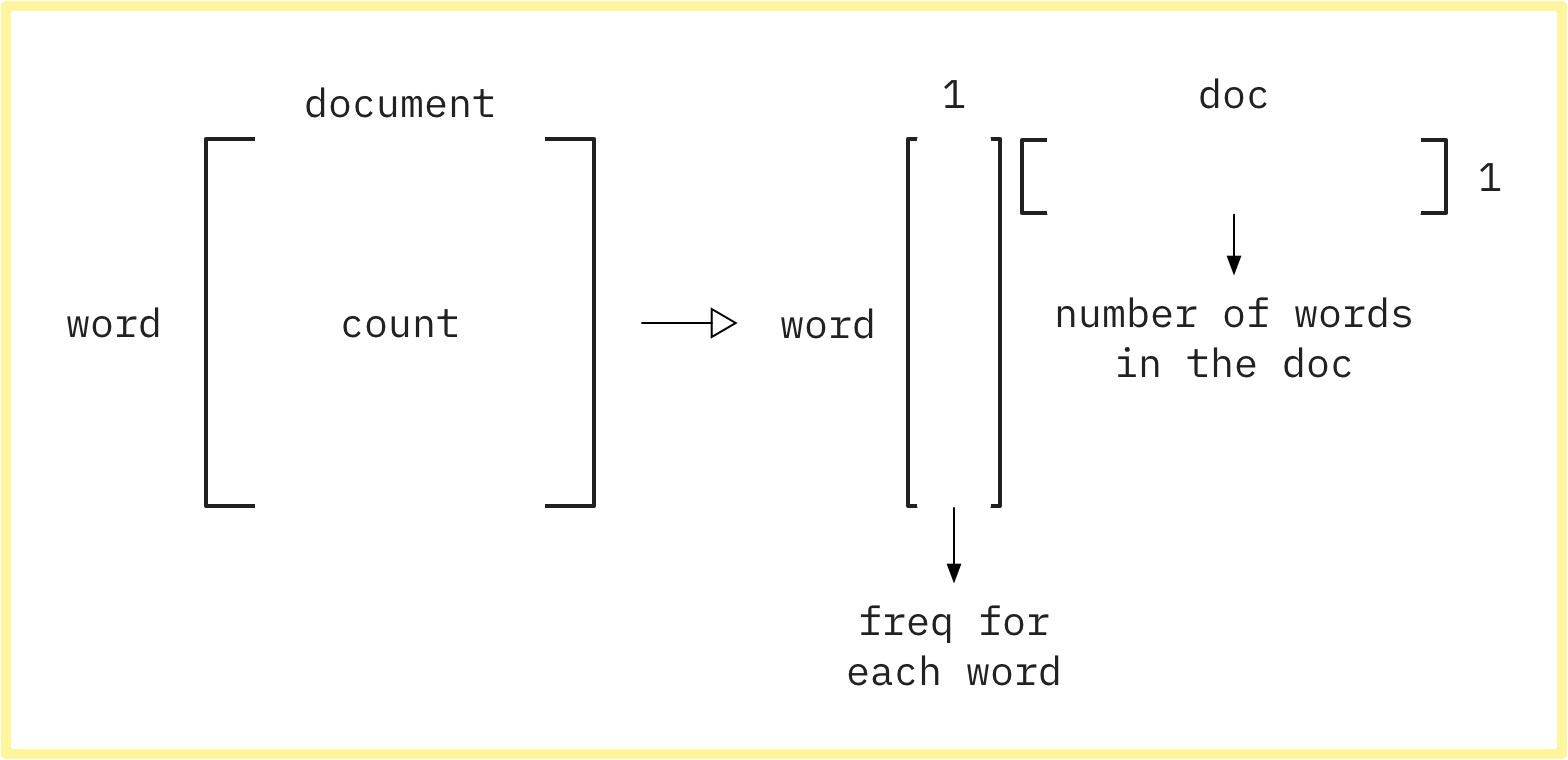 document
word
count
1
doc
1
word
number of words
in the doc
freq for
each word